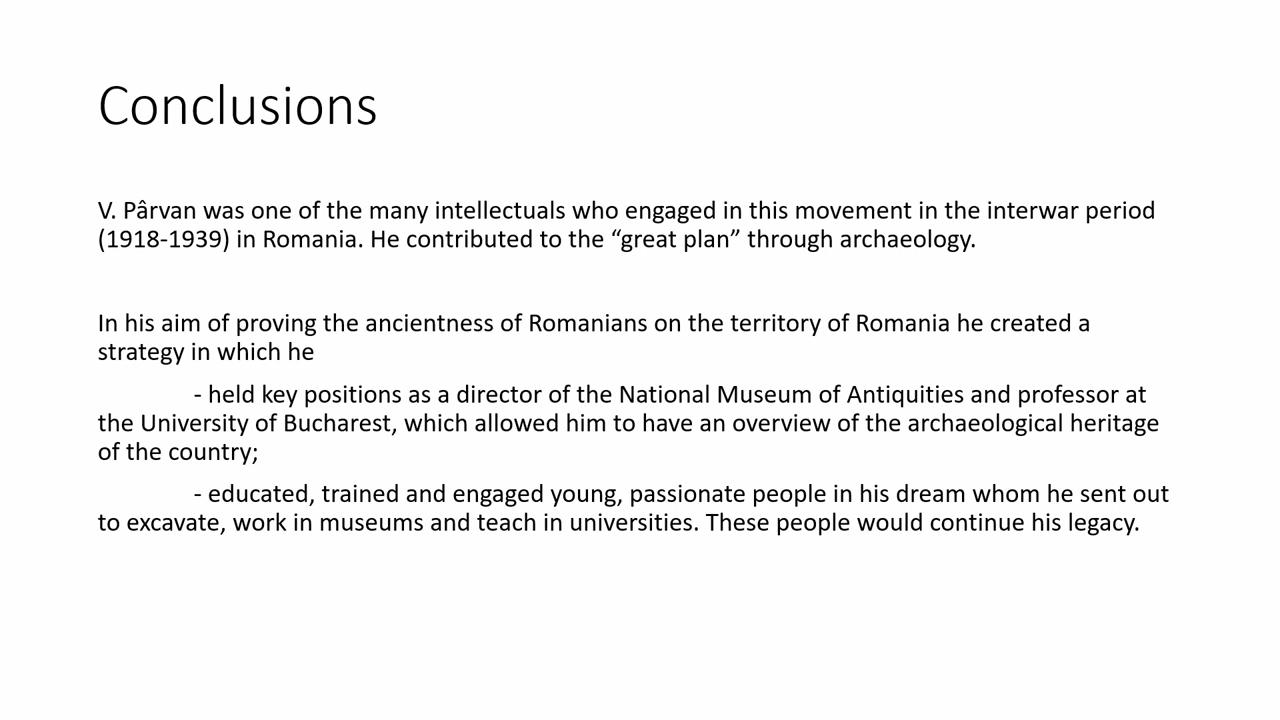 Conclusions
V. Pârvan was one of the many intellectuals who engaged in this movement in the interwar period
(1918-1939) in Romania. He contributed to the “great plan” through archaeology.
In his aim of proving the ancientness of Romanians on the territory of Romania he created a
strategy in which he
- held key positions as a director of the National Museum of Antiquities and professor at
the University of Bucharest, which allowed him to have an overview of the archaeological heritage
of the country;
- educated, trained and engaged young, passionate people in his dream whom he sent out
to excavate, work in museums and teach in universities. These people would continue his legacy.